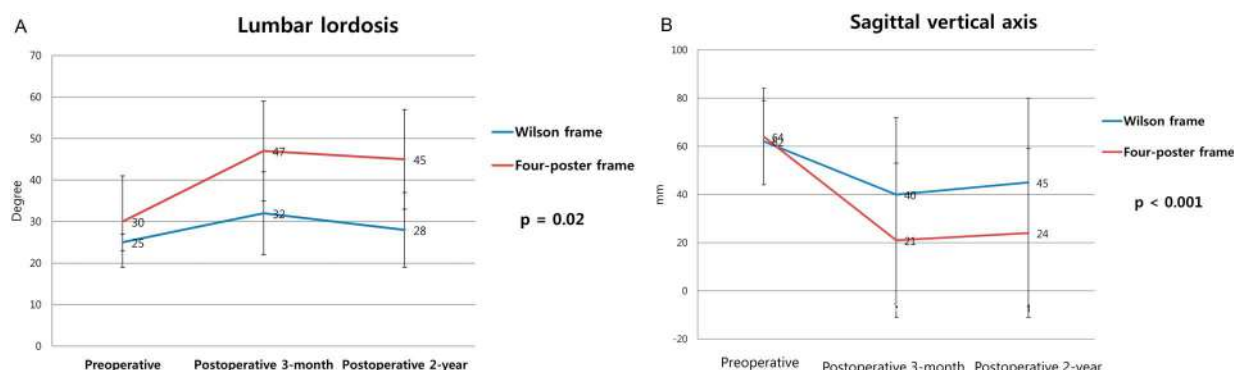 A
Lumbar lordosis
70
60
50
40
30
20
10
0
Degree
30
25
47
32
45
28
Preoperative
Postoperative 3-month
Postoperative 2-year
Wilson frame
Four-poster frame
p = 0.02
B
Sagittal vertical axis
100
80
60
40
20
0
-20
mm
64
62
40
21
45
24
Preoperative
Postoperative 3-month
Postoperative 2-year
Wilson frame
Four-poster frame
p < 0.001